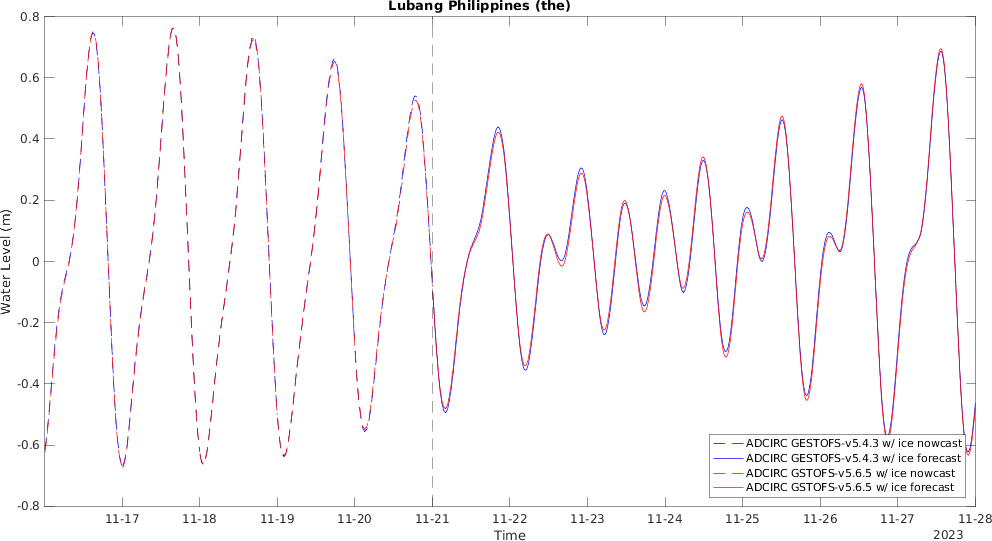 Lubang Philippines (the)
0.8
0.6
0.4
0.2
0
-0.2
-0.4
-0.6
-0.8
Water Level (m)
ADCIRC GESTOFS-v5.4.3 w/ ice nowcast
ADCIRC GESTOFS-v5.4.3 w/ ice forecast
ADCIRC GSTOFS-v5.6.5 w/ ice nowcast
ADCIRC GSTOFS-v5.6.5 w/ ice forecast
11-17 11-18 11-19 11-20 11-21 11-22 11-23 11-24 11-25 11-26 11-27 11-28
Time
2023